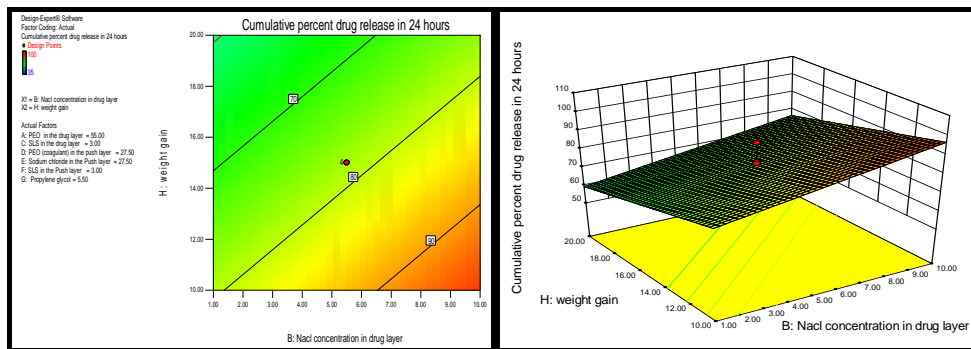 Design-Expert® Software
Factor Coding: Actual
Cumulative percent drug release in 24 hours
Design Points
100
35
X1 = B: Nacl concentration in drug layer
X2 = H: weight gain
Actual Factors
A: PEO in the drug layer = 55.00
C: SLS in the drug layer = 3.00
D: PEO (coagulant) in the push layer = 27.50
E: Sodium chloride in the Push layer = 27.50
F: SLS in the Push layer = 3.00
G: Propylene glycol = 5.50
Cumulative percent drug release in 24 hours
20.00
18.00
16.00
14.00
12.00
10.00
H: weight gain
70
80
90
4
1.00 2.00 3.00 4.00 5.00 6.00 7.00 8.00 9.00 10.00
B: Nacl concentration in drug layer
Cumulative percent drug release in 24 hours
110
100
90
80
70
60
50
20.00
18.00
16.00
14.00
12.00
10.00
H: weight gain
1.00
2.00
3.00
4.00
5.00
6.00
7.00
8.00
9.00
10.00
B: Nacl concentration in drug layer